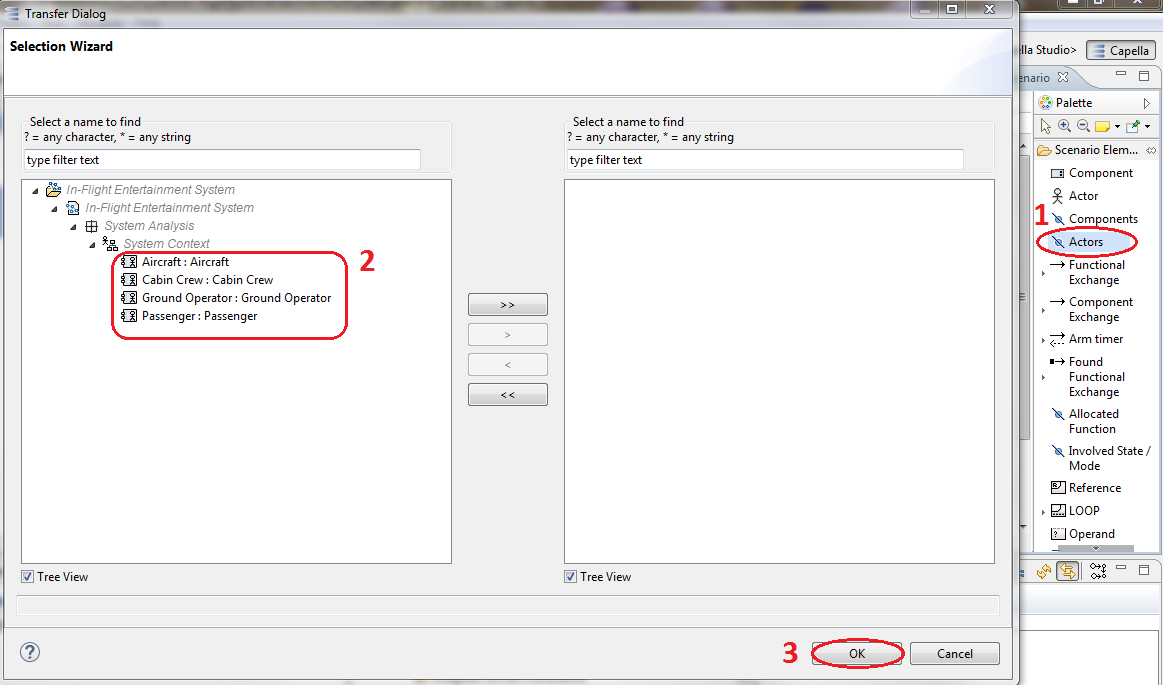 Transfer Dialog
Selection Wizard
Select a name to find
? = any character, * = any string
type filter text
In-Flight Entertainment System
In-Flight Entertainment System
System Analysis
System Context
Aircraft : Aircraft
Cabin Crew : Cabin Crew
Ground Operator : Ground Operator
Passenger : Passenger
2
Tree View
>>
>
<
<<
Select a name to find
? = any character, * = any string
type filter text
Tree View
3
OK
Cancel
?
lla Studio>
Capella
enario
Palette
Scenario Elem...
Component
Actor
1
Components
Actors
Functional
Exchange
Component
Exchange
Arm timer
Found
Functional
Exchange
Allocated
Function
Involved State /
Mode
Reference
LOOP
Operand